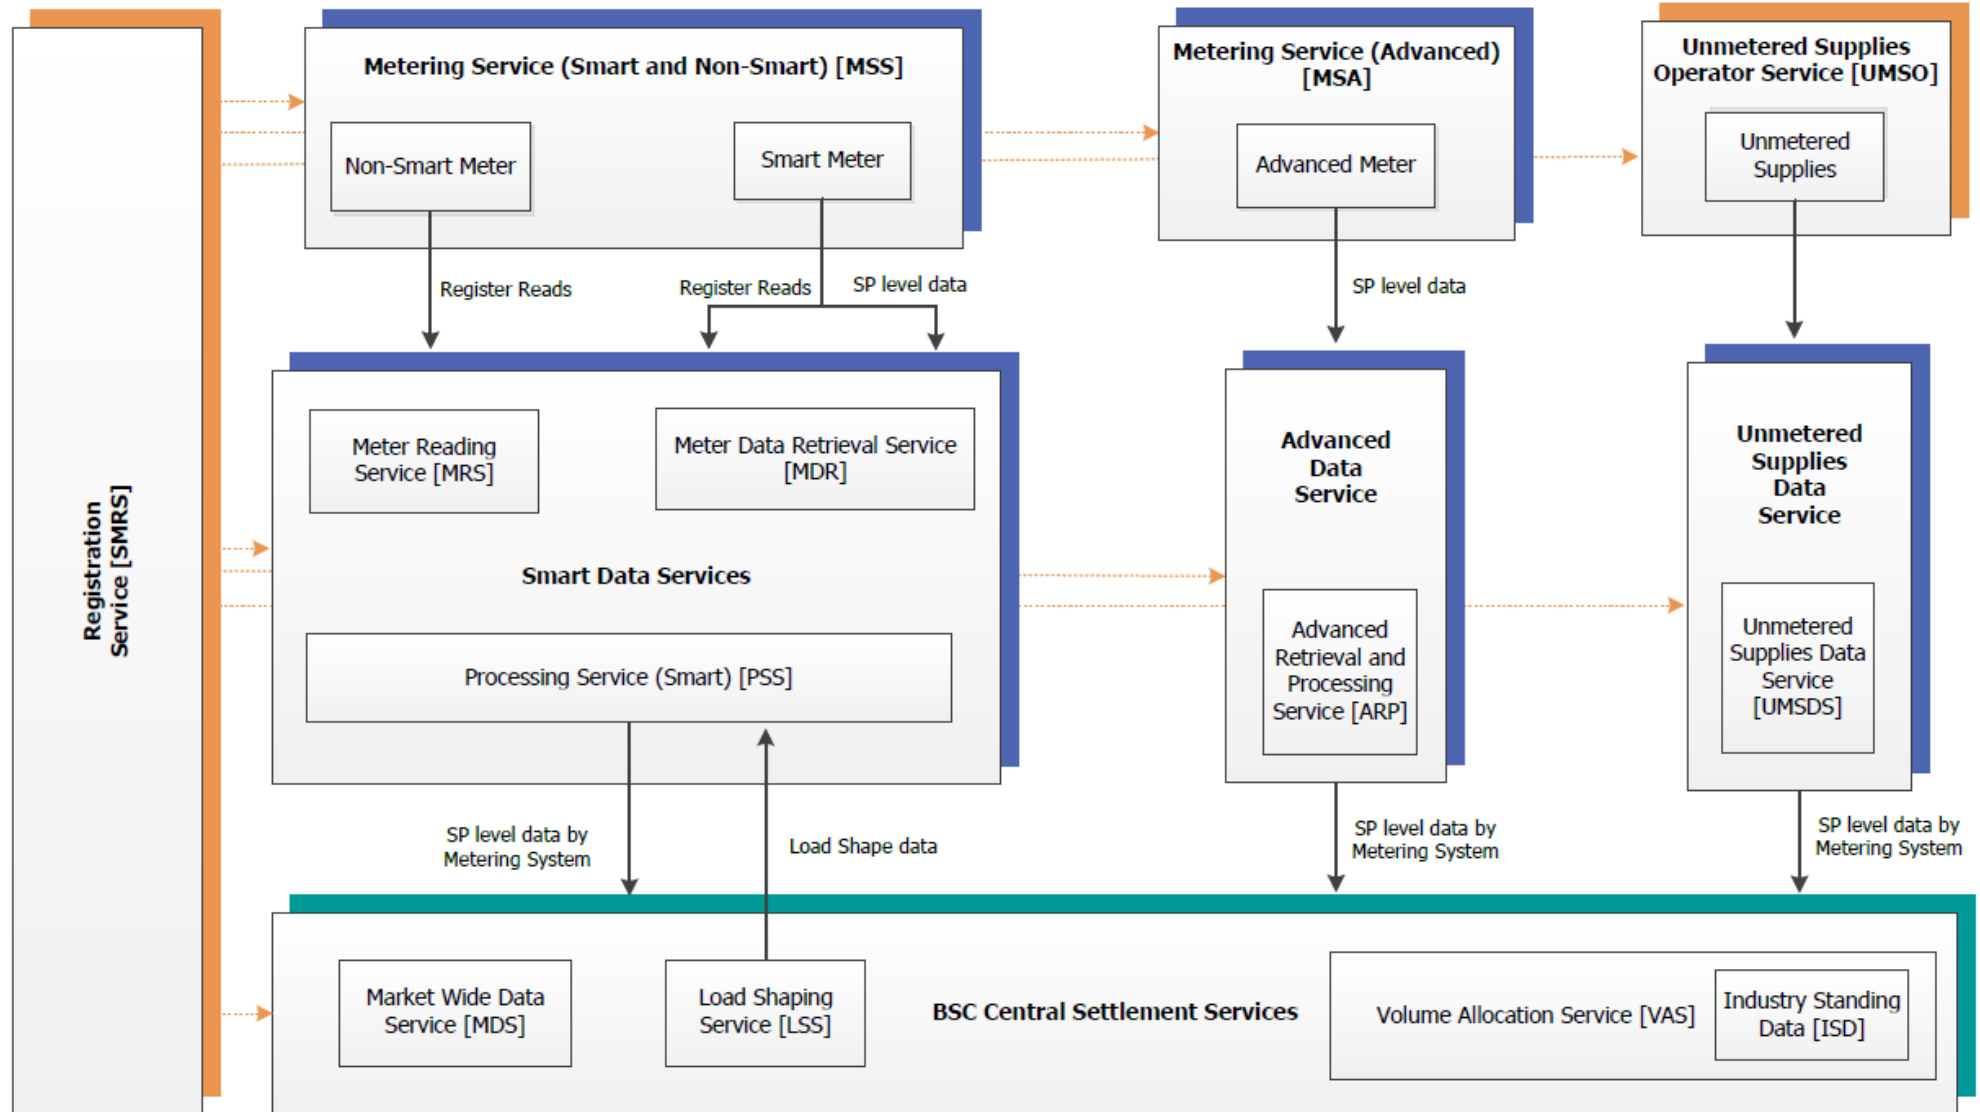 Registration
Service [SMRS]
Metering Service (Smart and Non-Smart) [MSS]
Non-Smart Meter
Smart Meter
Metering Service (Advanced)
[MSA]
Advanced Meter
Unmetered Supplies
Operator Service [UMSO]
Unmetered
Supplies
Register Reads
Register Reads
SP level data
SP level data
Meter Reading
Service [MRS]
Meter Data Retrieval Service
[MDR]
Smart Data Services
Processing Service (Smart) [PSS]
Advanced
Data
Service
Advanced
Retrieval and
Processing
Service [ARP]
Unmetered
Supplies
Data
Service
Unmetered
Supplies Data
Service
[UMSDS]
SP level data by
Metering System
Load Shape data
SP level data by
Metering System
SP level data by
Metering System
Market Wide Data
Service [MDS]
Load Shaping
Service [LSS]
BSC Central Settlement Services
Volume Allocation Service [VAS]
Industry Standing
Data [ISD]